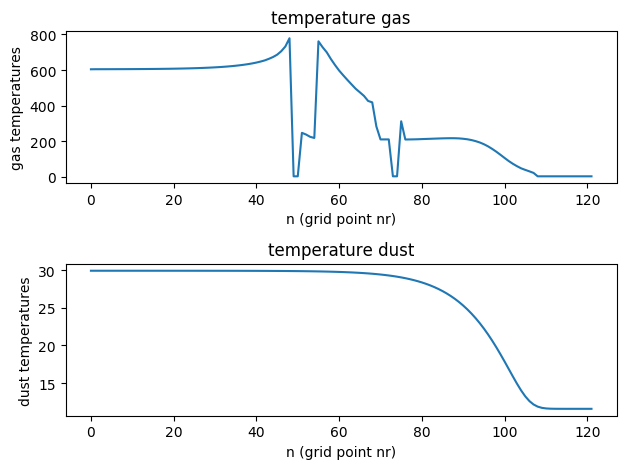 temperature gas
800
600
400
200
0
gas temperatures
0 20 40 60 80 100 120
n (grid point nr)
temperature dust
30
25
20
15
dust temperatures
0 20 40 60 80 100 120
n (grid point nr)